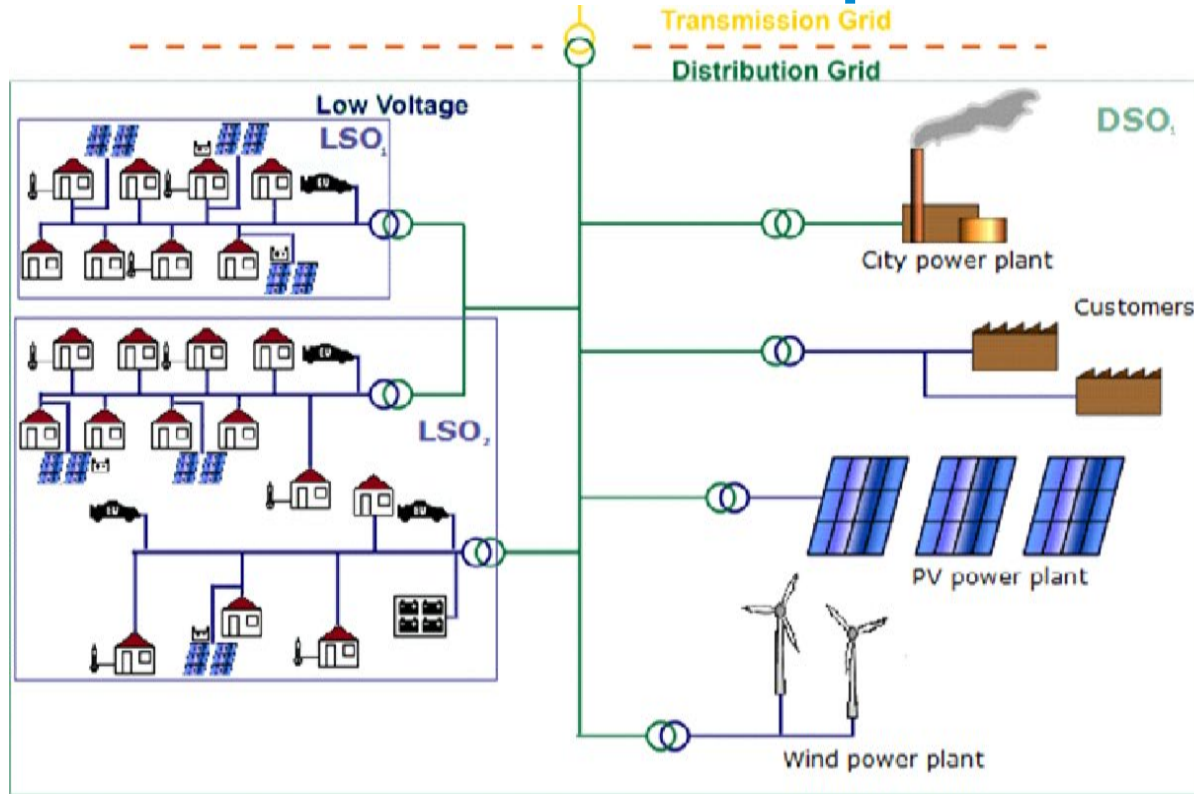 Transmission Grid
Distribution Grid
Low Voltage
LSO₁
DSO₁
City power plant
Customers
LSO₂
PV power plant
Wind power plant